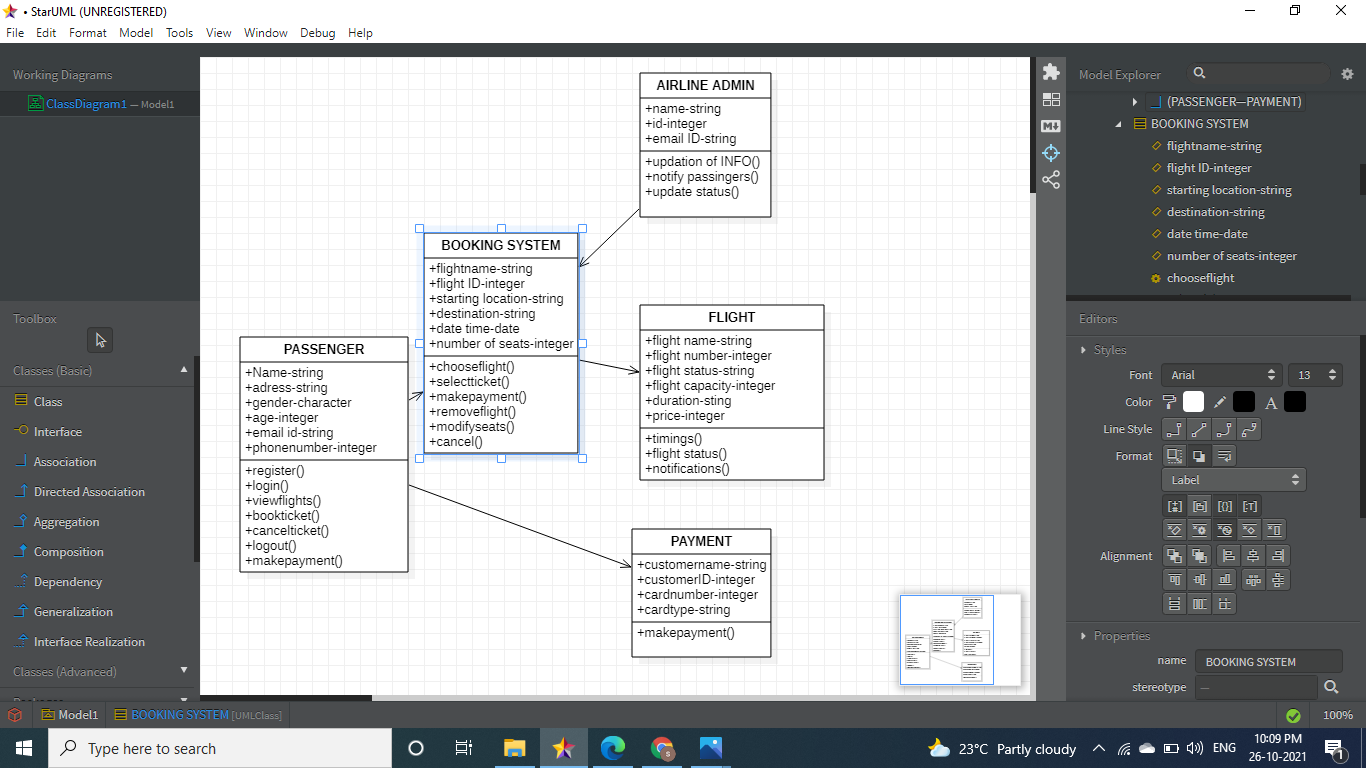 • StarUML (UNREGISTERED)
File Edit Format Model Tools View Window Debug Help
Working Diagrams
ClassDiagram1 — Model1
Toolbox
Classes (Basic)
Class
Interface
Association
Directed Association
Aggregation
Composition
Dependency
Generalization
Interface Realization
Classes (Advanced)
AIRLINE ADMIN
+name-string
+id-integer
+email ID-string
+updation of INFO()
+notify passingers()
+update status()
BOOKING SYSTEM
+flightname-string
+flight ID-integer
+starting location-string
+destination-string
+date time-date
+number of seats-integer
+chooseflight()
+selectticket()
+makepayment()
+removeflight()
+modifyseats()
+cancel()
PASSENGER
+Name-string
+adress-string
+gender-character
+age-integer
+email id-string
+phonenumber-integer
+register()
+login()
+viewflights()
+bookticket()
+cancelticket()
+logout()
+makepayment()
FLIGHT
+flight name-string
+flight number-integer
+flight status-string
+flight capacity-integer
+duration-sting
+price-integer
+timings()
+flight status()
+notifications()
PAYMENT
+customername-string
+customerID-integer
+cardnumber-integer
+cardtype-string
+makepayment()
Model Explorer
(PASSENGER—PAYMENT)
BOOKING SYSTEM
flightname-string
flight ID-integer
starting location-string
destination-string
date time-date
number of seats-integer
chooseflight
Editors
Styles
Font Arial 13
Color A
Line Style
Format
Label
Alignment
Properties
name BOOKING SYSTEM
stereotype —
Model1 BOOKING SYSTEM [UMLClass] 100%
Type here to search
23°C Partly cloudy ENG
10:09 PM
26-10-2021
1